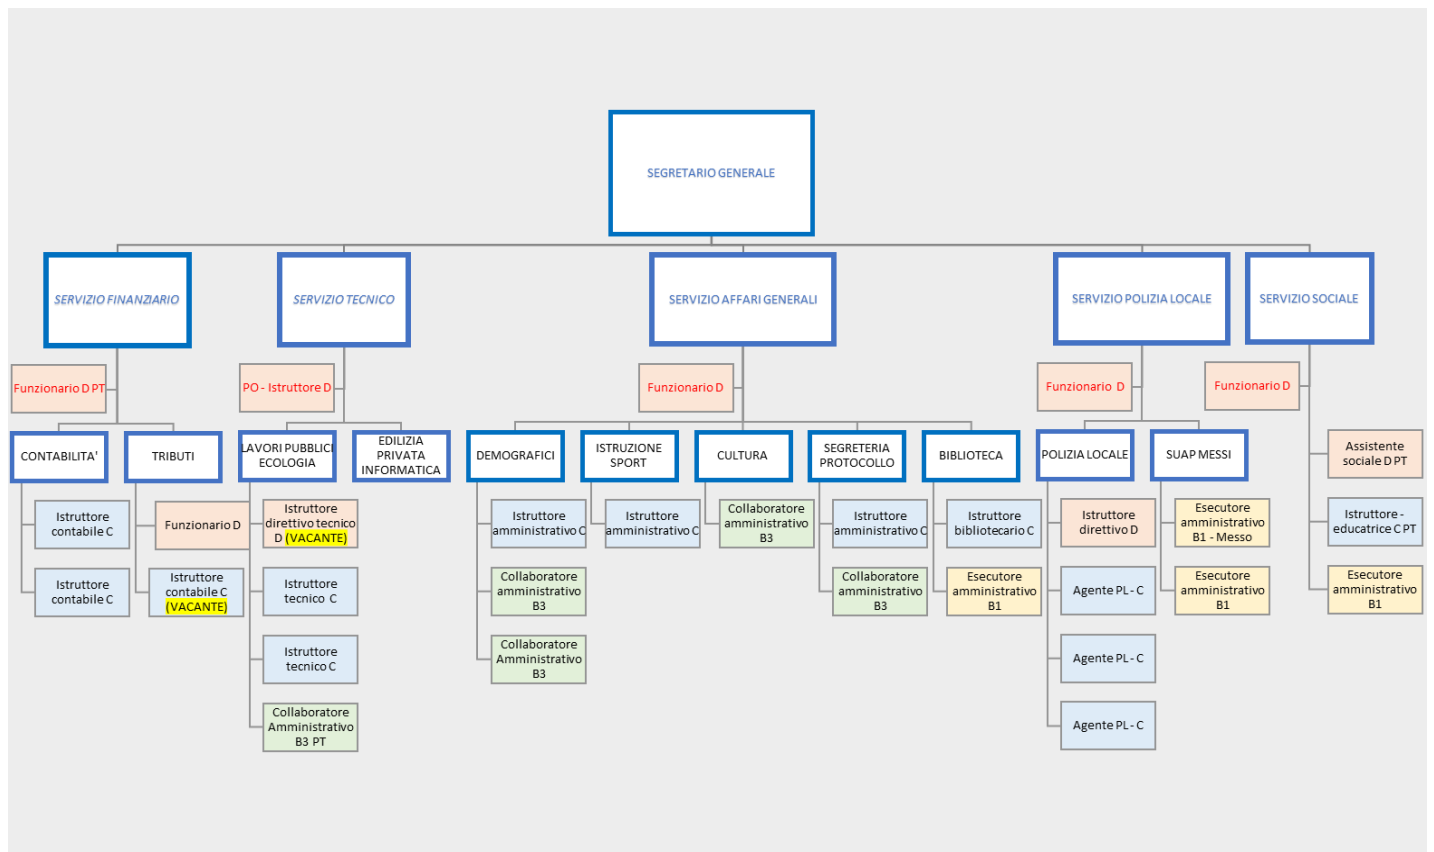 SEGRETARIO GENERALE
SERVIZIO FINANZIARIO
SERVIZIO TECNICO
SERVIZIO AFFARI GENERALI
SERVIZIO POLIZIA LOCALE
SERVIZIO SOCIALE
Funzionario D PT
PO - Istruttore D
Funzionario D
Funzionario D
Funzionario D
CONTABILITA'
TRIBUTI
LAVORI PUBBLICI
ECOLOGIA
EDILIZIA
PRIVATA
INFORMATICA
DEMOGRAFICI
ISTRUZIONE
SPORT
CULTURA
SEGRETERIA
PROTOCOLLO
BIBLIOTECA
POLIZIA LOCALE
SUAP MESSI
Assistente
sociale D PT
Istruttore
contabile C
Funzionario D
Istruttore
direttivo tecnico
D (VACANTE)
Istruttore
amministrativo C
Istruttore
amministrativo C
Collaboratore
amministrativo
B3
Istruttore
amministrativo C
Istruttore
bibliotecario C
Istruttore
direttivo D
Esecutore
amministrativo
B1 - Messo
Istruttore -
educatrice C PT
Istruttore
contabile C
Istruttore
contabile C
(VACANTE)
Istruttore
tecnico C
Collaboratore
amministrativo
B3
Collaboratore
amministrativo
B3
Esecutore
amministrativo
B1
Agente PL - C
Esecutore
amministrativo
B1
Esecutore
amministrativo
B1
Istruttore
tecnico C
Collaboratore
Amministrativo
B3
Agente PL - C
Collaboratore
Amministrativo
B3 PT
Agente PL - C